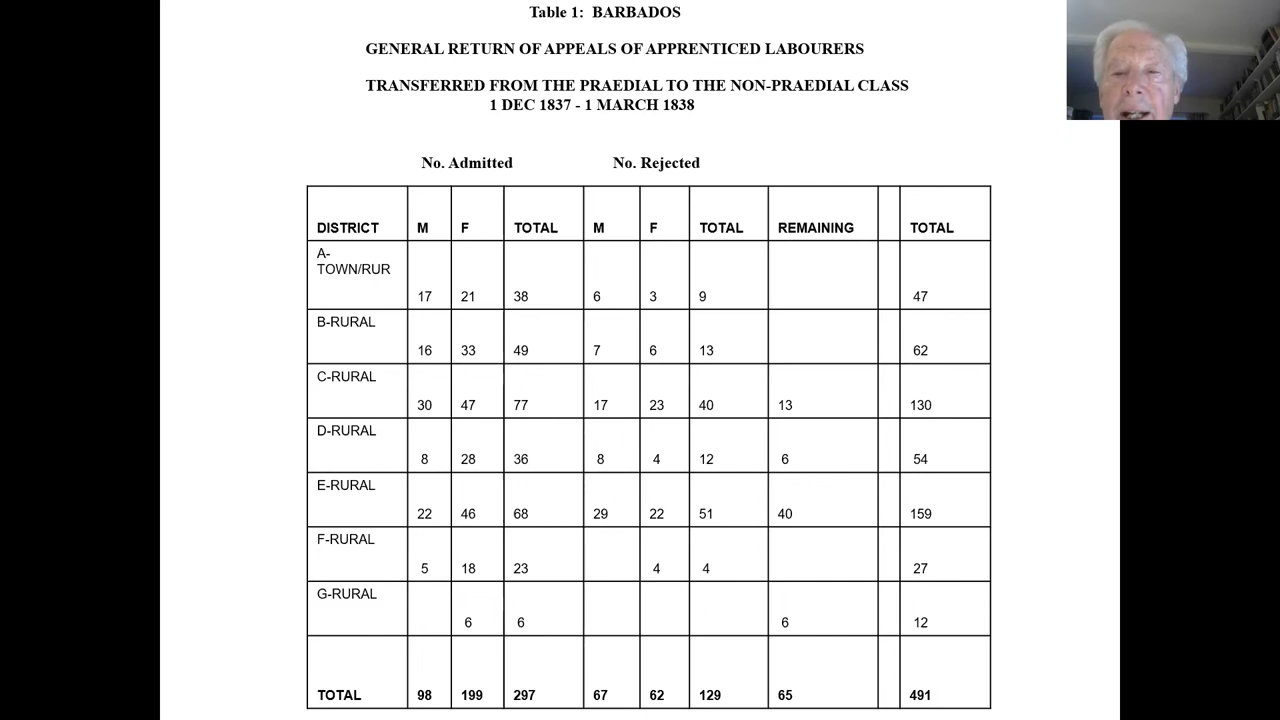 Table 1: BARBADOS
GENERAL RETURN OF APPEALS OF APPRENTICED LABOURERS
TRANSFERRED FROM THE PRAEDIAL TO THE NON-PRAEDIAL CLASS
1 DEC 1837 - 1 MARCH 1838
No. Admitted No. Rejected
DISTRICT M F TOTAL M F TOTAL REMAINING TOTAL
A-
TOWN/RUR
17 21 38 6 3 9 47
B-RURAL
16 33 49 7 6 13 62
C-RURAL
30 47 77 17 23 40 13 130
D-RURAL
8 28 36 8 4 12 6 54
E-RURAL
22 46 68 29 22 51 40 159
F-RURAL
5 18 23 4 4 27
G-RURAL
6 6 6 12
TOTAL 98 199 297 67 62 129 65 491